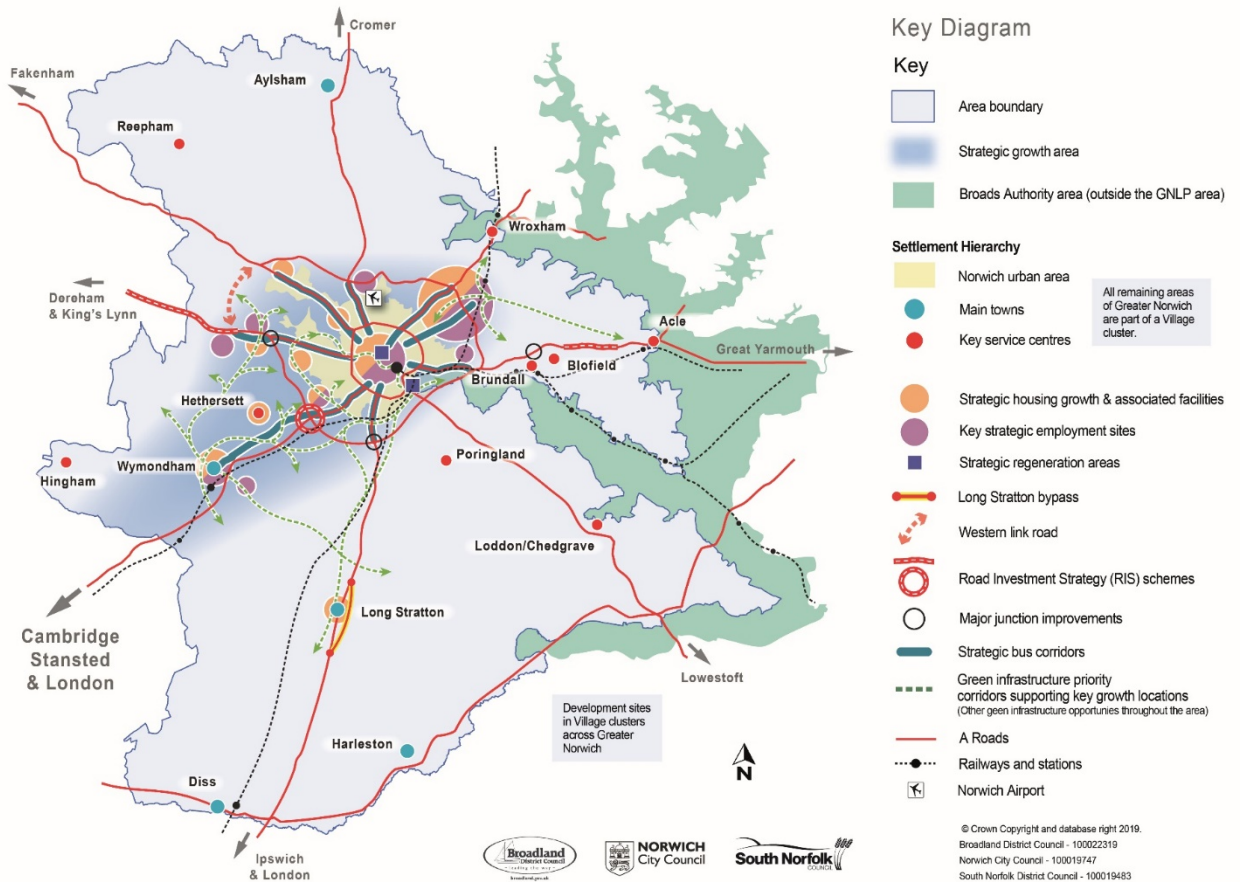 Cromer
Fakenham
Aylsham
Reepham
Wroxham
Dereham
& King's Lynn
Acle
Great Yarmouth
Blofield
Brundall
Hethersett
Wymondham
Hingham
Poringland
Loddon/Chedgrave
Long Stratton
Cambridge
Stansted
& London
Lowestoft
Harleston
Diss
Ipswich
& London
Development sites
in Village clusters
across Greater
Norwich
N
Key Diagram
Key
Area boundary
Strategic growth area
Broads Authority area (outside the GNLP area)
Settlement Hierarchy
Norwich urban area
Main towns
Key service centres
All remaining areas
of Greater Norwich
are part of a Village
cluster.
Strategic housing growth & associated facilities
Key strategic employment sites
Strategic regeneration areas
Long Stratton bypass
Western link road
Road Investment Strategy (RIS) schemes
Major junction improvements
Strategic bus corridors
Green infrastructure priority
corridors supporting key growth locations
(Other geen infrastructure opportunies throughout the area)
A Roads
Railways and stations
Norwich Airport
Broadland
District Council
broadland.gov.uk
NORWICH
City Council
South Norfolk
COUNCIL
© Crown Copyright and database right 2019.
Broadland District Council - 100022319
Norwich City Council - 100019747
South Norfolk District Council - 100019483